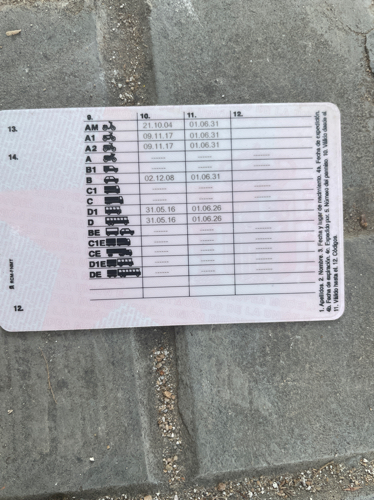 9. 10. 11. 12.
13.
AM 21.10.04 01.06.31
A1 09.11.17 01.06.31
A2 09.11.17 01.06.31
14.
A
B1
B 02.12.08 01.06.31
C1
C
D1 31.05.16 01.06.26
D 31.05.16 01.06.26
BE
C1E
CE
D1E
DE
12.
1. Apellidos. 2. Nombre. 3. Fecha y lugar de nacimiento. 4a. Fecha de expedición.
4b. Fecha de expiración. 4c. Expedido por. 5. Número del permiso. 10. Válido desde el.
11. Válido hasta el. 12. Códigos.